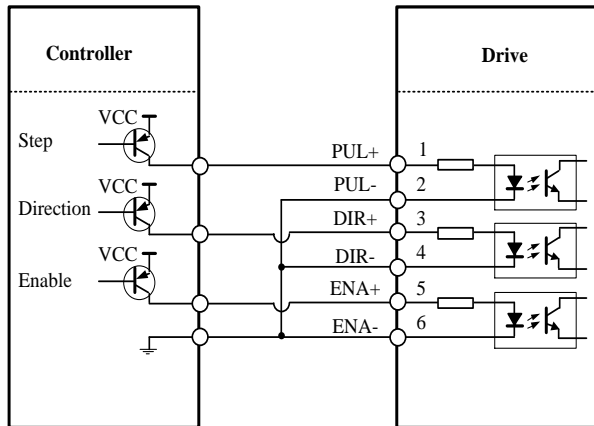 Controller
Drive
VCC
Step
PUL+ 1
VCC
PUL- 2
Direction
DIR+ 3
VCC
DIR- 4
Enable
ENA+ 5
ENA- 6